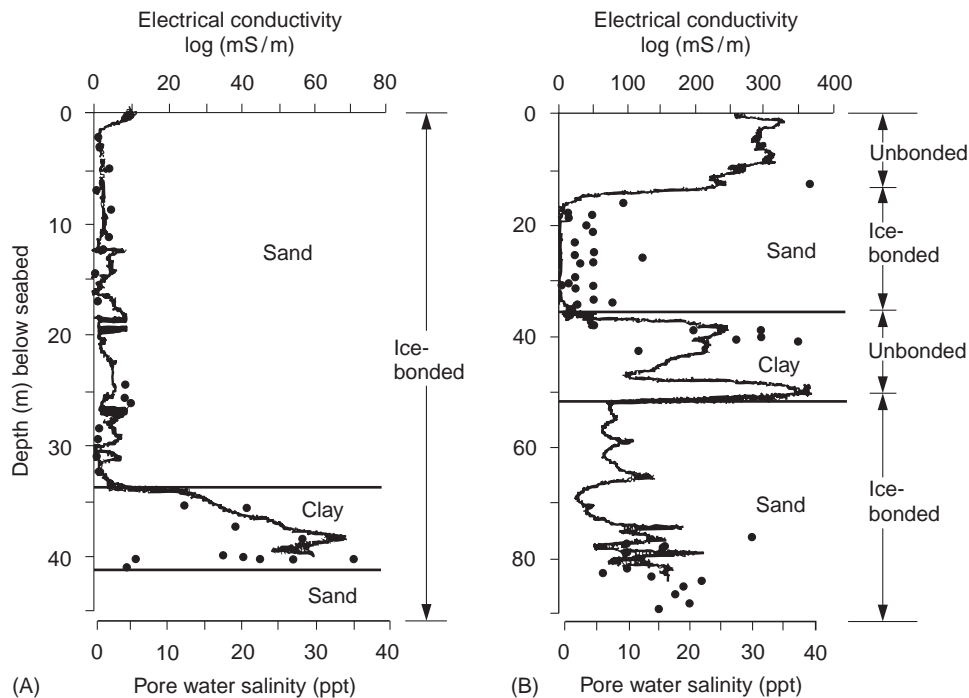 Electrical conductivity
log (mS/m)
0 20 40 60 80
0
10
20
30
40
Depth (m) below seabed
Sand
Clay
Sand
Ice-
bonded
0 10 20 30 40
(A) Pore water salinity (ppt)
Electrical conductivity
log (mS/m)
0 100 200 300 400
0
20
40
60
80
Sand
Clay
Sand
Unbonded
Ice-
bonded
Unbonded
Ice-
bonded
0 10 20 30 40
(B) Pore water salinity (ppt)